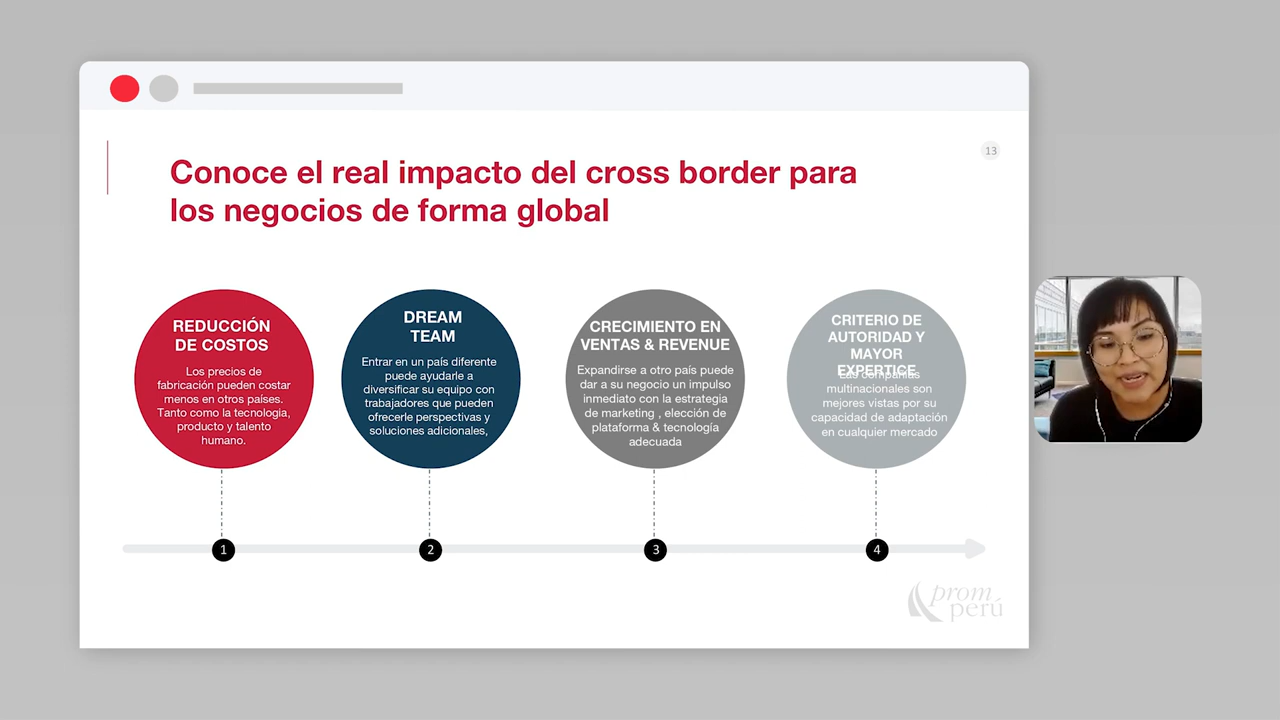 13
Conoce el real impacto del cross border para
los negocios de forma global
REDUCCIÓN
DE COSTOS
Los precios de
fabricación pueden costar
menos en otros países.
Tanto como la tecnologia,
producto y talento
humano.
DREAM
TEAM
Entrar en un país diferente
puede ayudarle a
diversificar su equipo con
trabajadores que pueden
ofrecerle perspectivas y
soluciones adicionales,
CRECIMIENTO EN
VENTAS & REVENUE
Expandirse a otro país puede
dar a su negocio un impulso
inmediato con la estrategia
de marketing , elección de
plataforma & tecnología
adecuada
CRITERIO DE
AUTORIDAD Y
MAYOR
EXPERTICE
Las compañías
multinacionales son
mejores vistas por su
capacidad de adaptación
en cualquier mercado
1
2
3
4
prom
perú